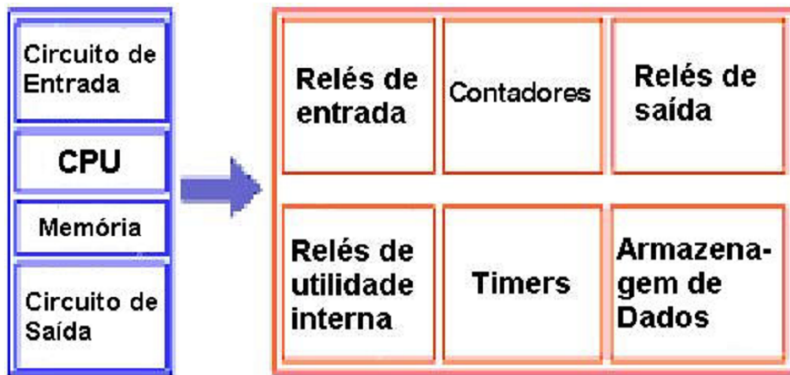 Circuito de
Entrada
CPU
Memória
Circuito de
Saída
Relés de
entrada
Contadores
Relés de
saída
Relés de
utilidade
interna
Timers
Armazena-
gem de
Dados